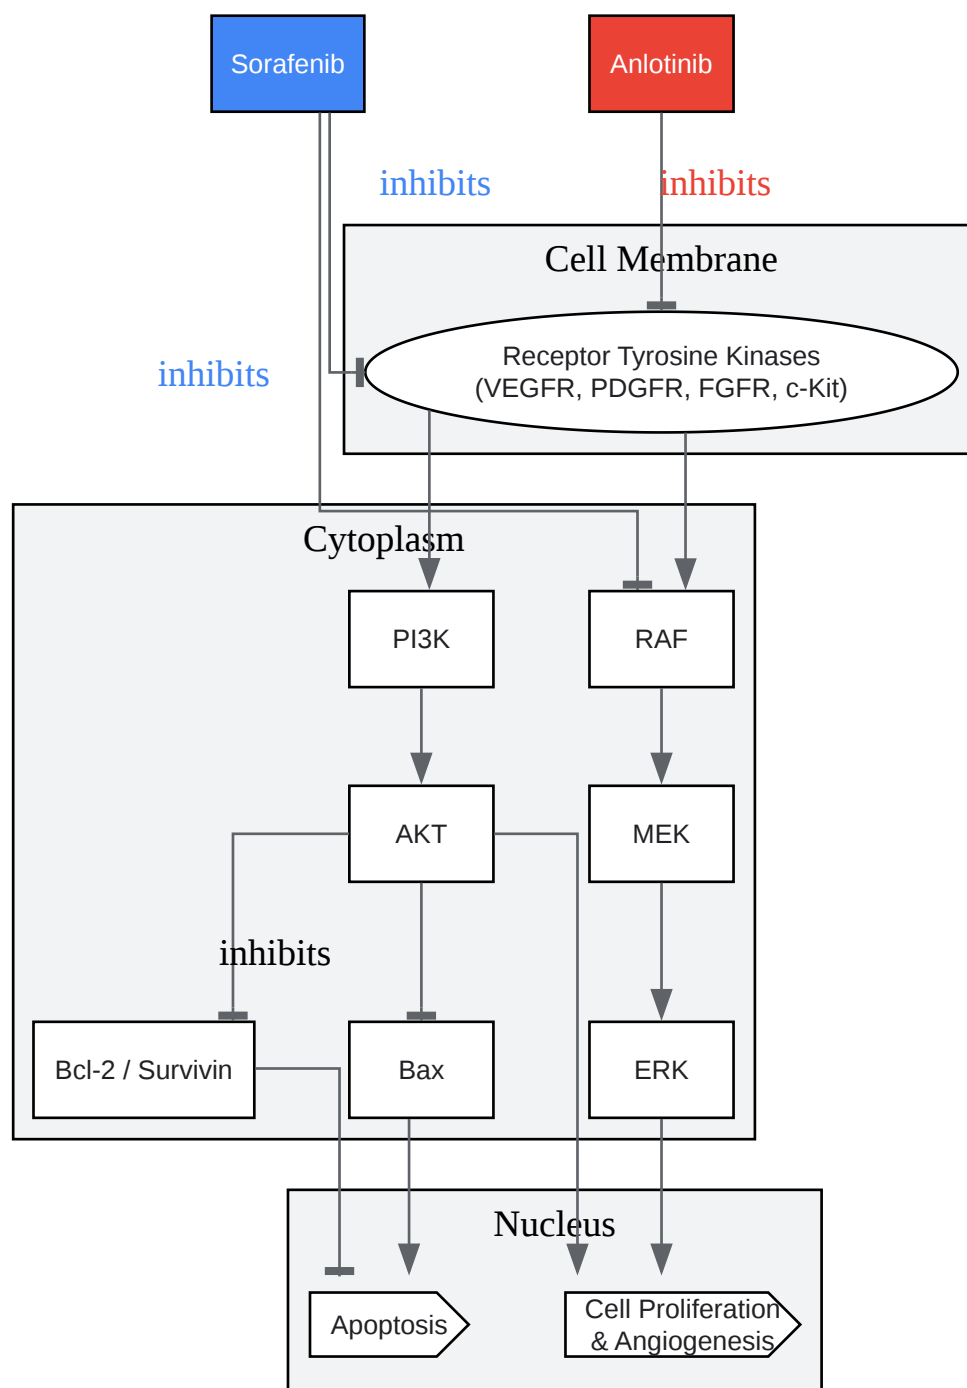 Sorafenib
Anlotinib
inhibits
inhibits
Cell Membrane
Receptor Tyrosine Kinases
(VEGFR, PDGFR, FGFR, c-Kit)
inhibits
Cytoplasm
PI3K
RAF
AKT
MEK
inhibits
Bcl-2 / Survivin
Bax
ERK
Nucleus
Apoptosis
Cell Proliferation
& Angiogenesis